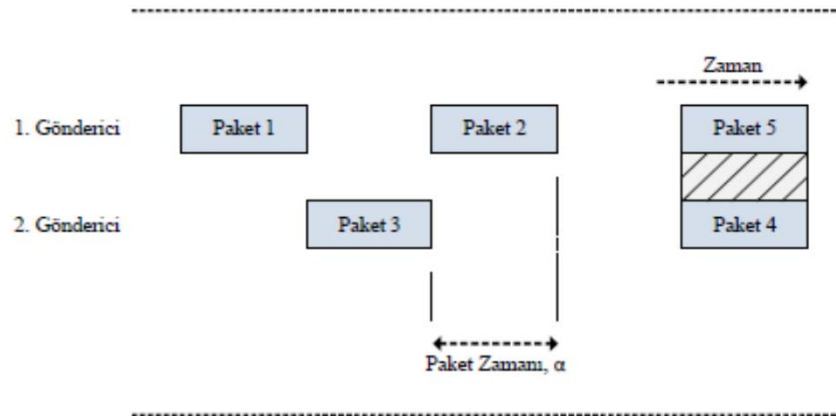 Zaman
1. Gönderici
Paket 1
Paket 2
Paket 5
2. Gönderici
Paket 3
Paket 4
Paket Zamanı, α